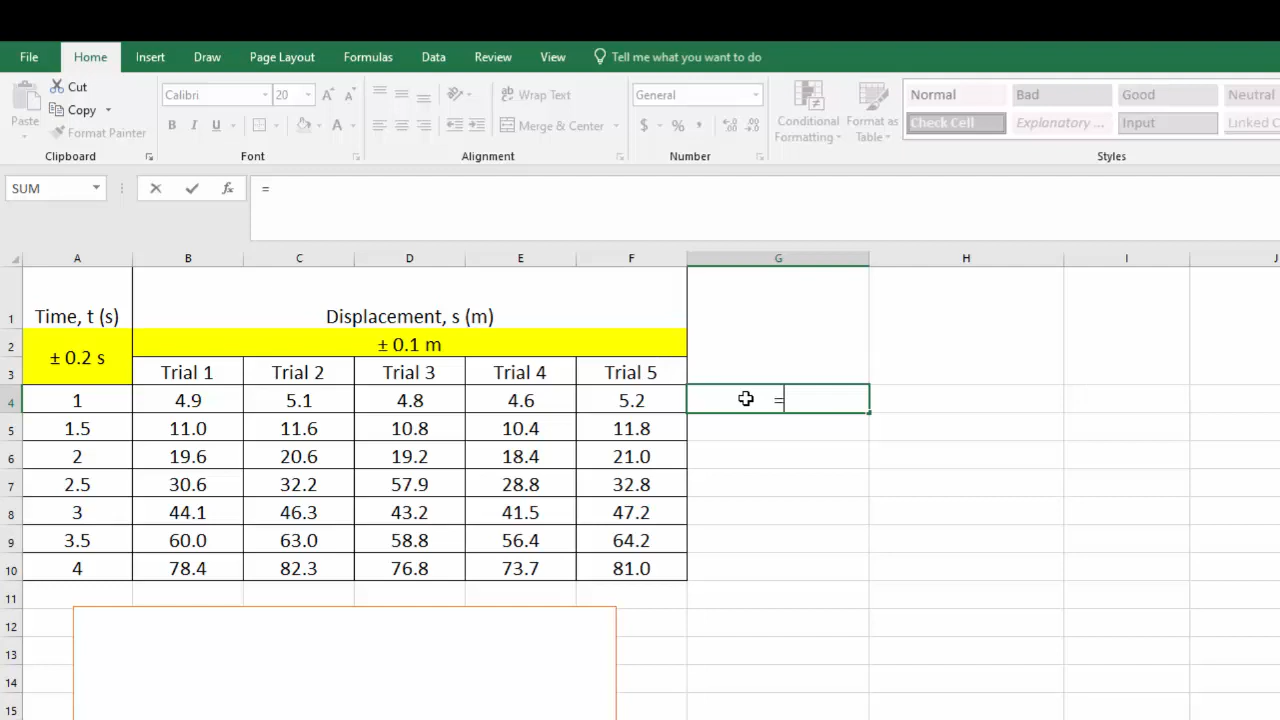 File Home Insert Draw Page Layout Formulas Data Review View Tell me what you want to do
Cut
Copy
Paste
Format Painter
Calibri 20 A A
B I U A
ab Wrap Text
Merge & Center
General
$ % ,
Conditional Formatting
Format as Table
Normal Bad Good Neutral
Check Cell Explanatory ... Input Linked C
Clipboard Font Alignment Number Styles
SUM fx =
A B C D E F G H I J
1 Time, t (s) Displacement, s (m)
2 ± 0.2 s ± 0.1 m
3 Trial 1 Trial 2 Trial 3 Trial 4 Trial 5
4 1 4.9 5.1 4.8 4.6 5.2 =
5 1.5 11.0 11.6 10.8 10.4 11.8
6 2 19.6 20.6 19.2 18.4 21.0
7 2.5 30.6 32.2 57.9 28.8 32.8
8 3 44.1 46.3 43.2 41.5 47.2
9 3.5 60.0 63.0 58.8 56.4 64.2
10 4 78.4 82.3 76.8 73.7 81.0
11
12
13
14
15